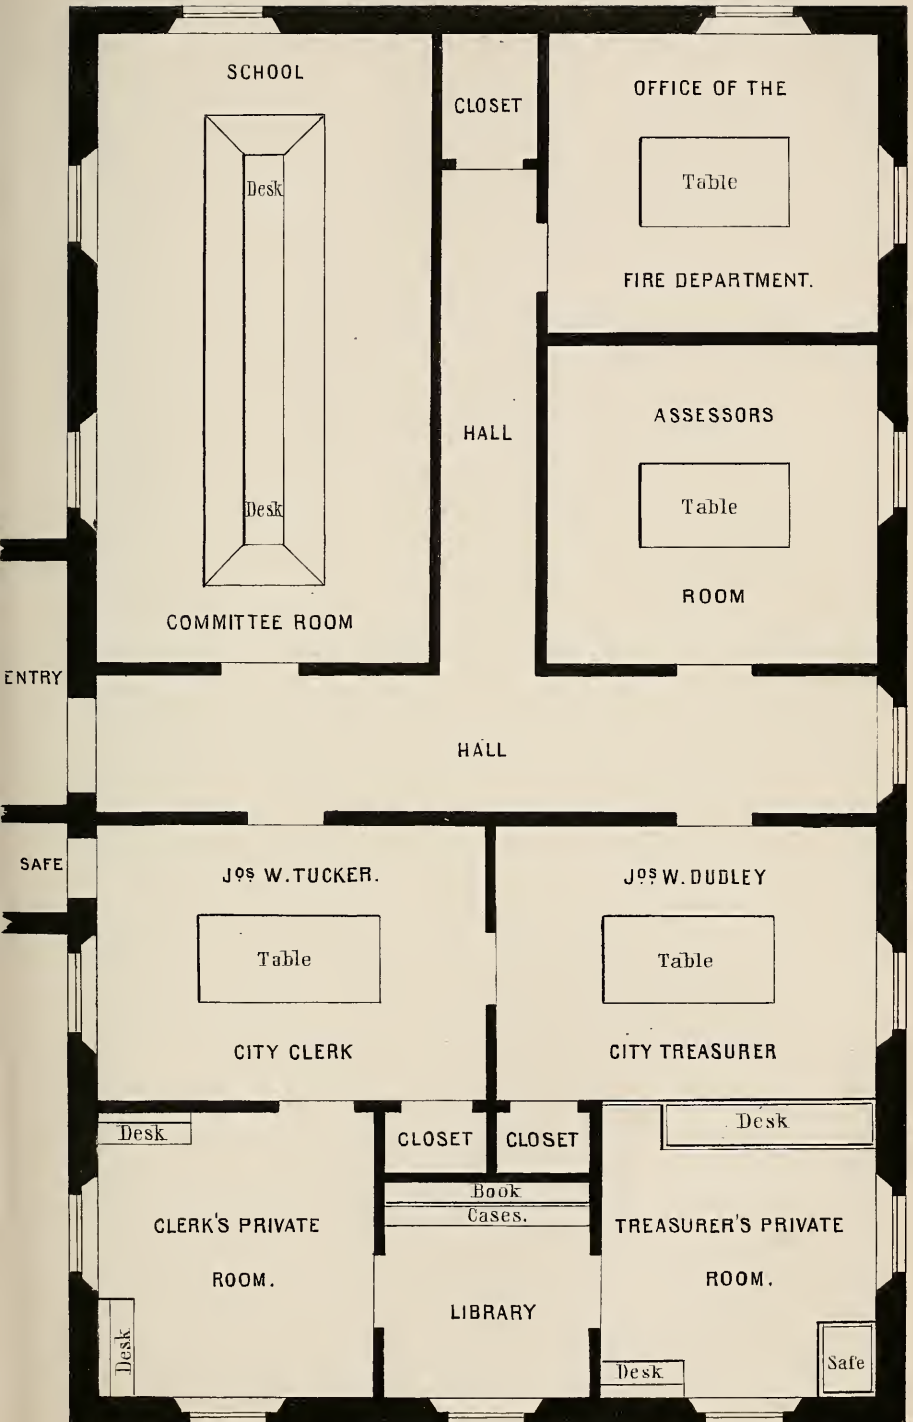 SCHOOL
Desk
Desk
COMMITTEE ROOM
CLOSET
OFFICE OF THE
Table
FIRE DEPARTMENT.
HALL
ASSESSORS
Table
ROOM
ENTRY
HALL
SAFE
Jos W. TUCKER.
Table
CITY CLERK
Jos. W. DUDLEY
Table
CITY TREASURER
Desk
CLERK'S PRIVATE
ROOM.
Desk
CLOSET
CLOSET
Book
Cases.
LIBRARY
Desk
TREASURER'S PRIVATE
ROOM.
Desk
Safe